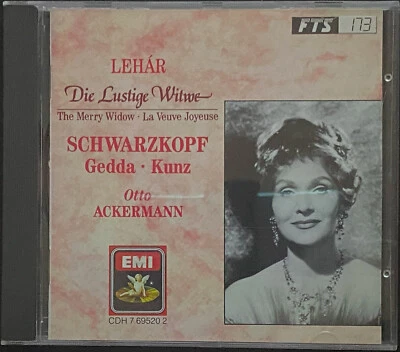 FTS 173
LEHÁR
Die Lustige Witwe
The Merry Widow · La Veuve Joyeuse
SCHWARZKOPF
Gedda · Kunz
Otto
ACKERMANN
EMI
CDH 7 69520 2